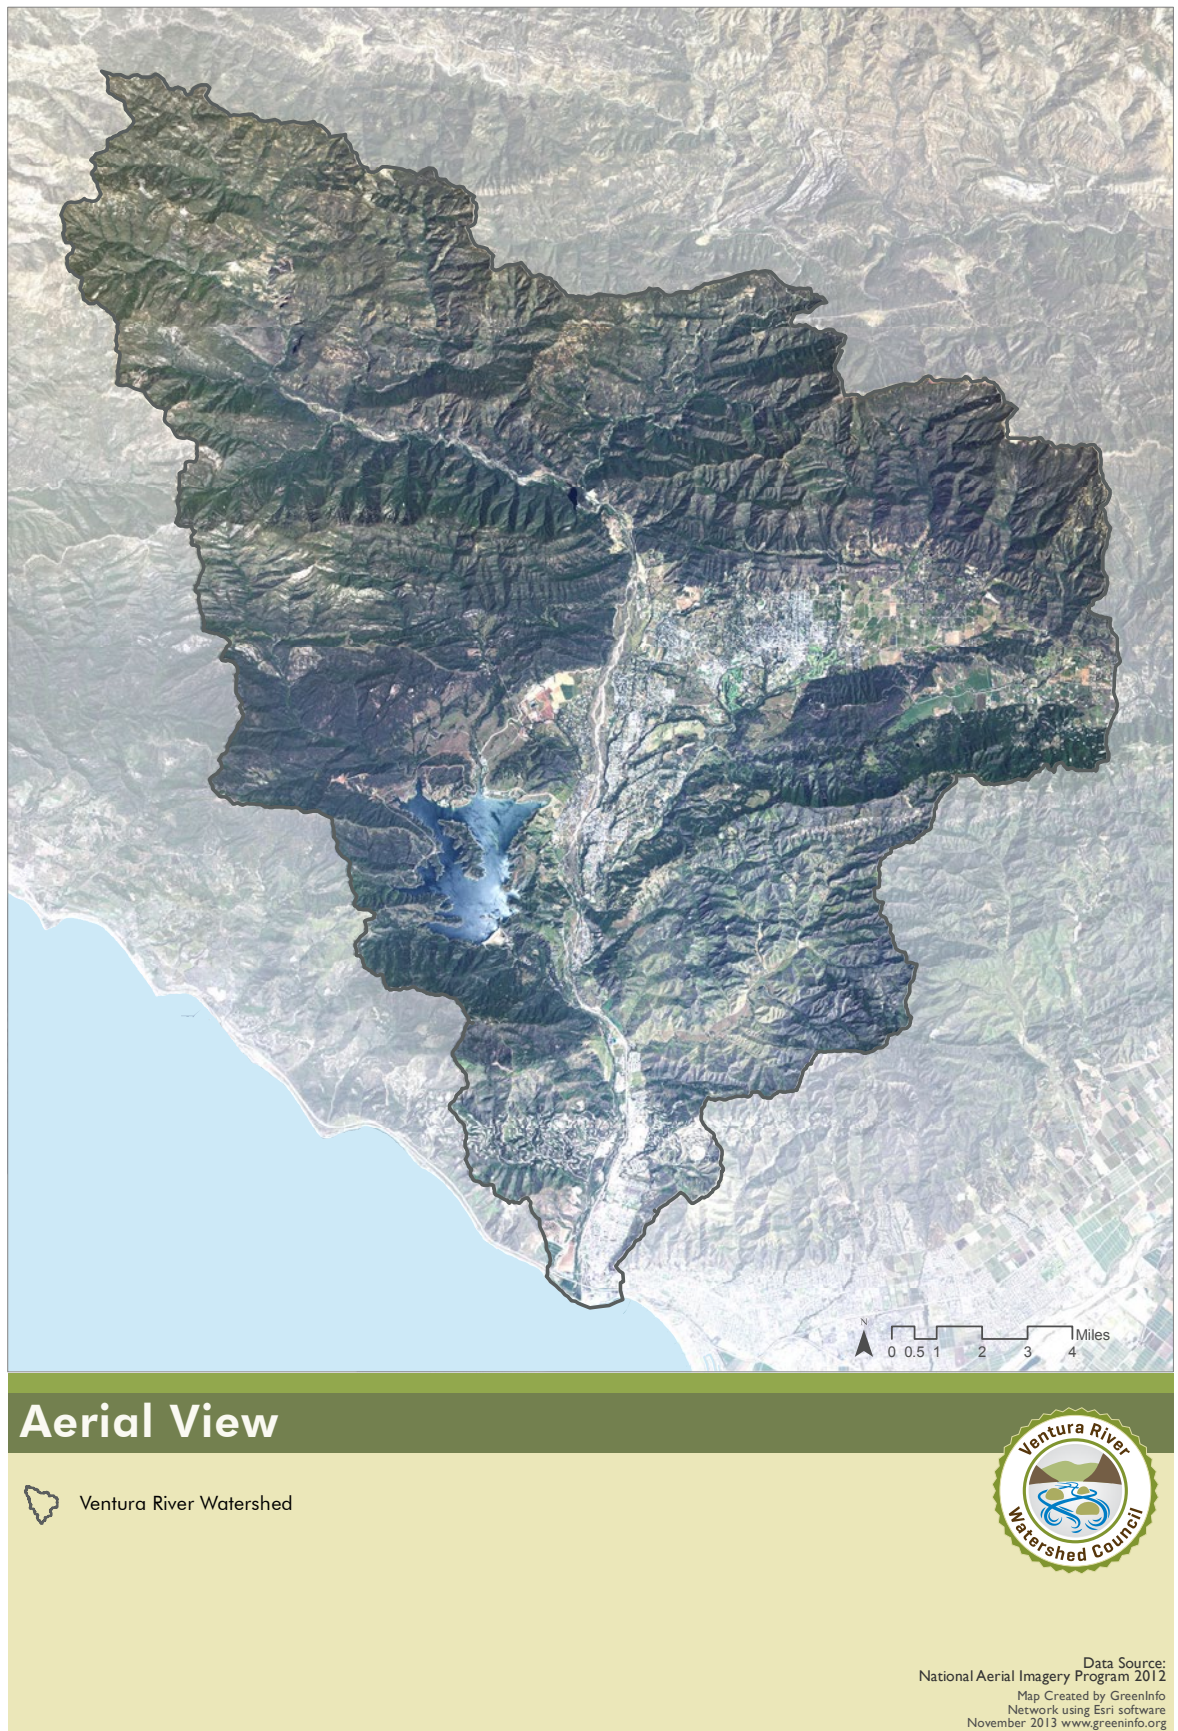 N
Miles
0 0.5 1 2 3 4
Aerial View
Ventura River
Watershed Council
Ventura River Watershed
Data Source:
National Aerial Imagery Program 2012
Map Created by GreenInfo
Network using Esri software
November 2013 www.greeninfo.org